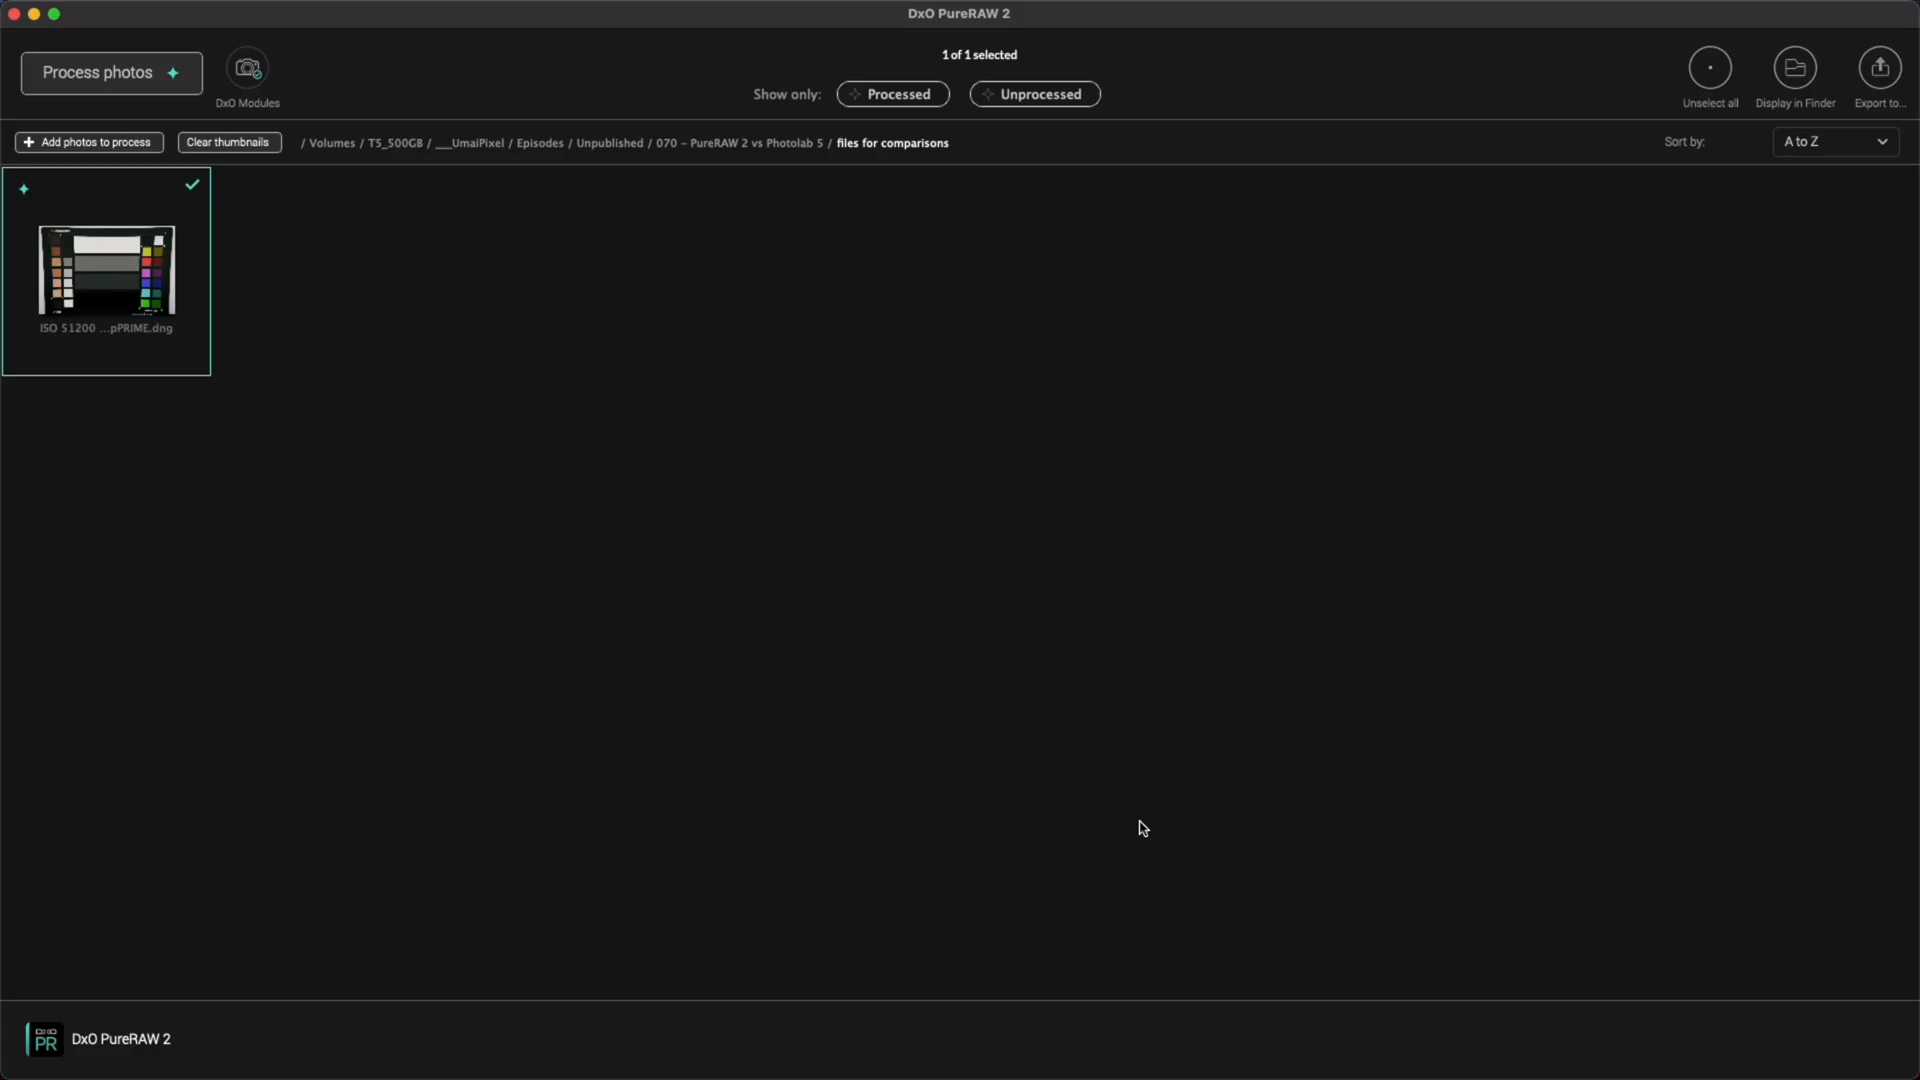 DxO PureRAW 2
Process photos
DxO Modules
1 of 1 selected
Show only:
Processed
Unprocessed
Unselect all
Display in Finder
Export to...
+ Add photos to process
Clear thumbnails
/ Volumes / T5_500GB / ___UmaiPixel / Episodes / Unpublished / 070 - PureRAW 2 vs Photolab 5 / files for comparisons
Sort by:
A to Z
ISO 51200 ...pPRIME.dng
DXO
PR
DxO PureRAW 2